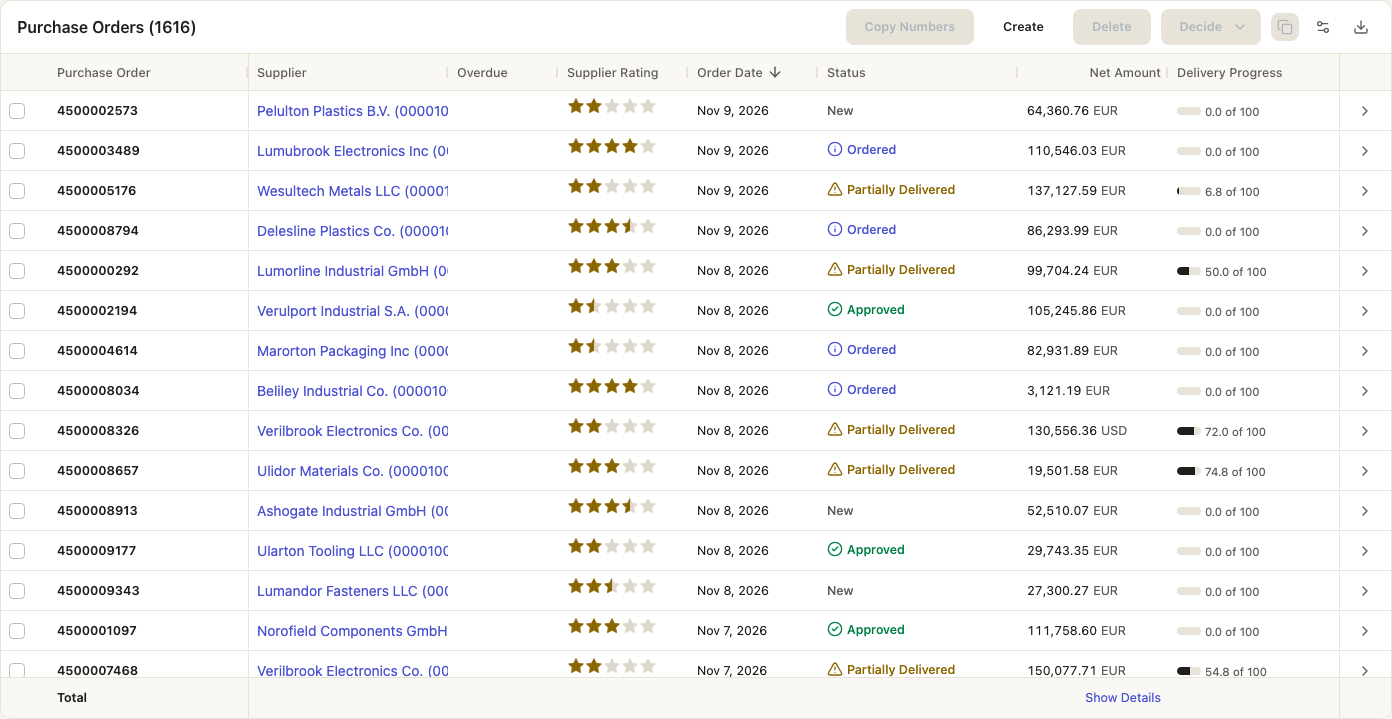 Purchase Orders (1616) Copy Numbers Create Delete Decide
Purchase Order Supplier Overdue Supplier Rating Order Date Status Net Amount Delivery Progress
4500002573 Pelulton Plastics B.V. (000010 Nov 9, 2026 New 64,360.76 EUR 0.0 of 100
4500003489 Lumubrook Electronics Inc (0 Nov 9, 2026 Ordered 110,546.03 EUR 0.0 of 100
4500005176 Wesultech Metals LLC (00001 Nov 9, 2026 Partially Delivered 137,127.59 EUR 6.8 of 100
4500008794 Delesline Plastics Co. (00001 Nov 9, 2026 Ordered 86,293.99 EUR 0.0 of 100
4500000292 Lumorline Industrial GmbH (0 Nov 8, 2026 Partially Delivered 99,704.24 EUR 50.0 of 100
4500002194 Verulport Industrial S.A. (000 Nov 8, 2026 Approved 105,245.86 EUR 0.0 of 100
4500004614 Marorton Packaging Inc (000 Nov 8, 2026 Ordered 82,931.89 EUR 0.0 of 100
4500008034 Beliley Industrial Co. (000010 Nov 8, 2026 Ordered 3,121.19 EUR 0.0 of 100
4500008326 Verilbrook Electronics Co. (00 Nov 8, 2026 Partially Delivered 130,556.36 USD 72.0 of 100
4500008657 Ulidor Materials Co. (0000100 Nov 8, 2026 Partially Delivered 19,501.58 EUR 74.8 of 100
4500008913 Ashogate Industrial GmbH (00 Nov 8, 2026 New 52,510.07 EUR 0.0 of 100
4500009177 Ularton Tooling LLC (0000100 Nov 8, 2026 Approved 29,743.35 EUR 0.0 of 100
4500009343 Lumandor Fasteners LLC (000 Nov 8, 2026 New 27,300.27 EUR 0.0 of 100
4500001097 Norofield Components GmbH Nov 7, 2026 Approved 111,758.60 EUR 0.0 of 100
4500007468 Verilbrook Electronics Co. (00 Nov 7, 2026 Partially Delivered 150,077.71 EUR 54.8 of 100
Total Show Details